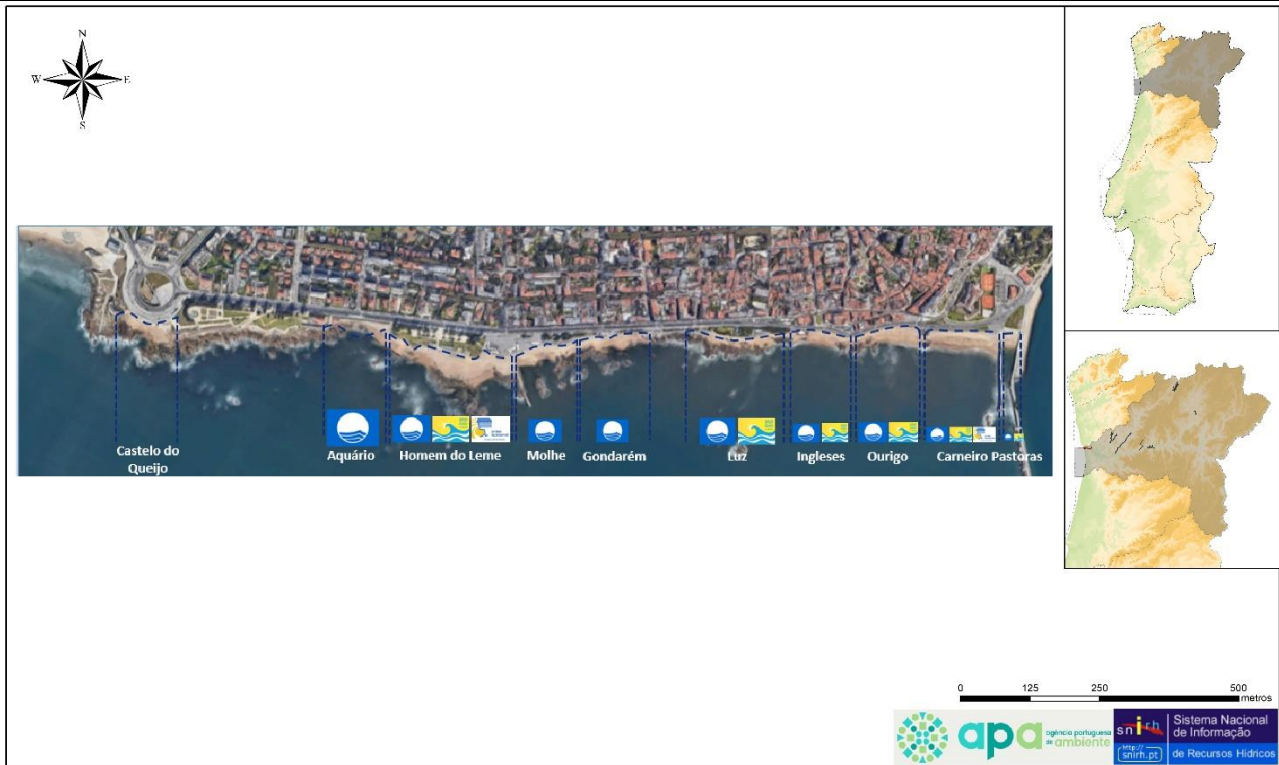 N
W E
S
Castelo do
Queijo
Aquário
Homem do Leme
Molhe
Gondarém
Luz
Ingleses
Ourigo
Carneiro
Pastoras
0 125 250 500
metros
apa agência portuguesa
do ambiente
snirh
http://
snirh.pt
Sistema Nacional
de Informação
de Recursos Hídricos